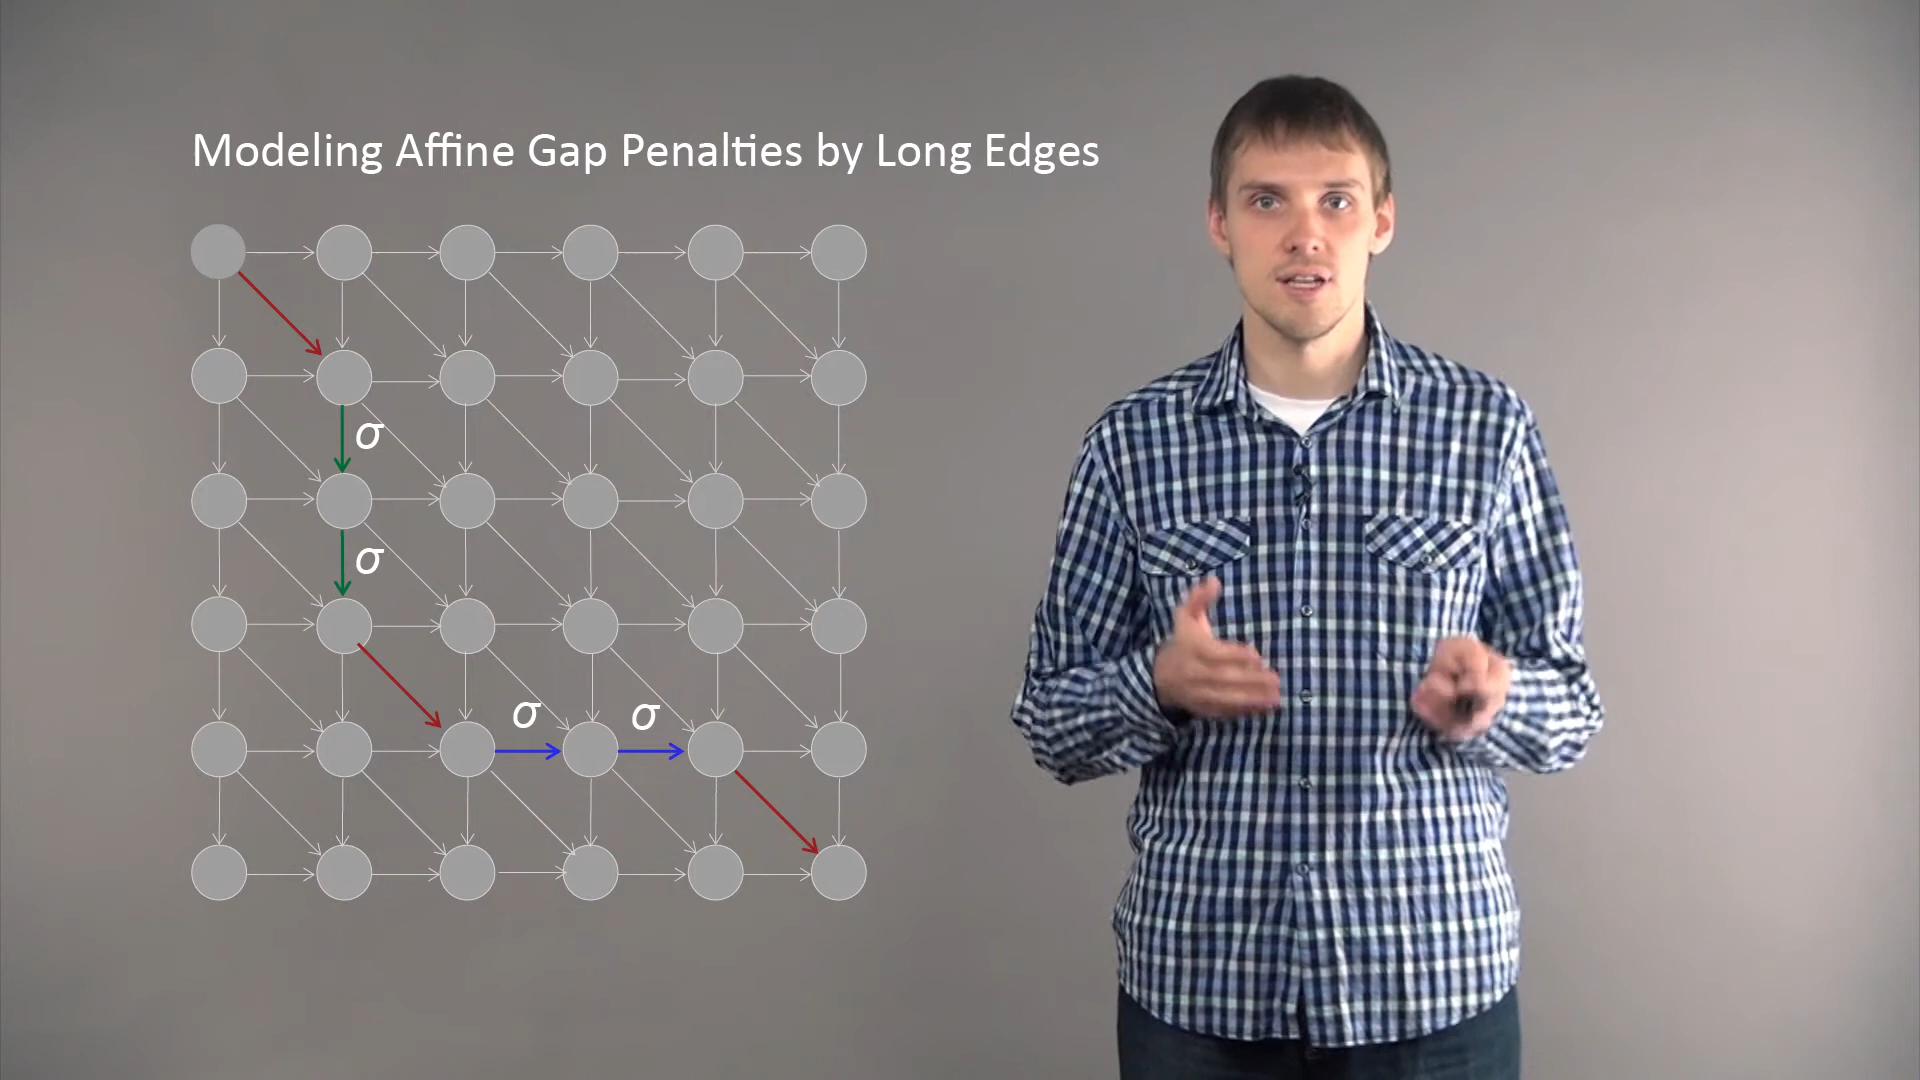 Modeling Affine Gap Penalties by Long Edges
σ
σ
σ σ